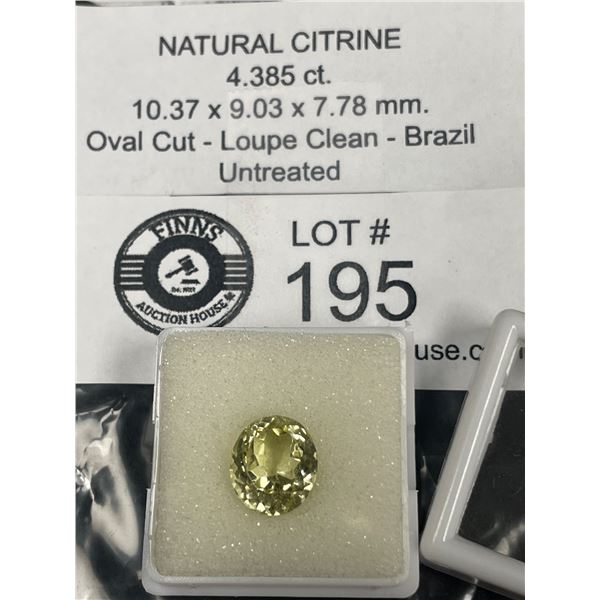 NATURAL CITRINE
4.385 ct.
10.37 x 9.03 x 7.78 mm.
Oval Cut - Loupe Clean - Brazil
Untreated
FINNS
AUCTION HOUSE
LOT #
195
use.c